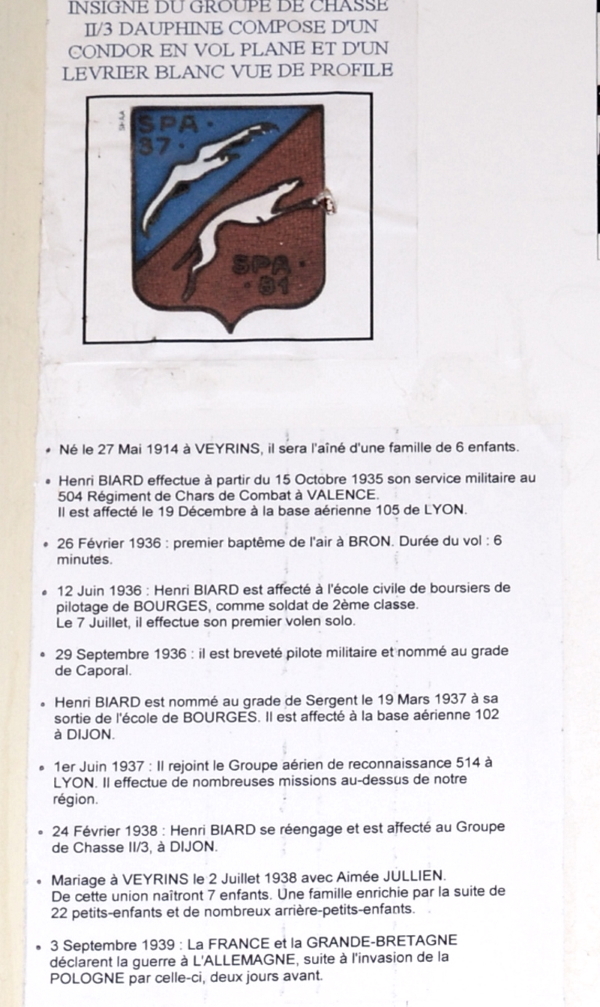 INSIGNE DU GROUPE DE CHASSE
II/3 DAUPHINE COMPOSE D'UN
CONDOR EN VOL PLANE ET D'UN
LEVRIER BLANC VUE DE PROFILE
SPA
37
SPA
81
• Né le 27 Mai 1914 à VEYRINS, il sera l'aîné d'une famille de 6 enfants.
• Henri BIARD effectue à partir du 15 Octobre 1935 son service militaire au
504 Régiment de Chars de Combat à VALENCE.
Il est affecté le 19 Décembre à la base aérienne 105 de LYON.
• 26 Février 1936 : premier baptême de l'air à BRON. Durée du vol : 6
minutes.
• 12 Juin 1936 : Henri BIARD est affecté à l'école civile de boursiers de
pilotage de BOURGES, comme soldat de 2ème classe.
Le 7 Juillet, il effectue son premier volen solo.
• 29 Septembre 1936 : il est breveté pilote militaire et nommé au grade
de Caporal.
• Henri BIARD est nommé au grade de Sergent le 19 Mars 1937 à sa
sortie de l'école de BOURGES. Il est affecté à la base aérienne 102
à DIJON.
• 1er Juin 1937 : Il rejoint le Groupe aérien de reconnaissance 514 à
LYON. Il effectue de nombreuses missions au-dessus de notre
région.
• 24 Février 1938 : Henri BIARD se réengage et est affecté au Groupe
de Chasse II/3, à DIJON.
• Mariage à VEYRINS le 2 Juillet 1938 avec Aimée JULLIEN.
De cette union naîtront 7 enfants. Une famille enrichie par la suite de
22 petits-enfants et de nombreux arrière-petits-enfants.
• 3 Septembre 1939 : La FRANCE et la GRANDE-BRETAGNE
déclarent la guerre à L'ALLEMAGNE, suite à l'invasion de la
POLOGNE par celle-ci, deux jours avant.